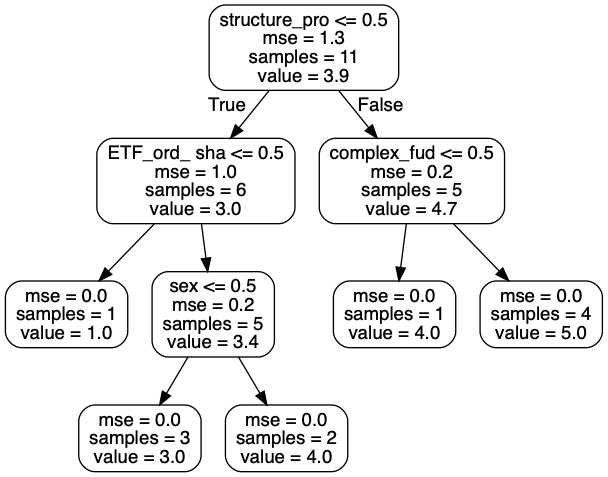 structure_pro <= 0.5
mse = 1.3
samples = 11
value = 3.9
True
False
ETF_ord_ sha <= 0.5
mse = 1.0
samples = 6
value = 3.0
complex_fud <= 0.5
mse = 0.2
samples = 5
value = 4.7
mse = 0.0
samples = 1
value = 1.0
sex <= 0.5
mse = 0.2
samples = 5
value = 3.4
mse = 0.0
samples = 1
value = 4.0
mse = 0.0
samples = 4
value = 5.0
mse = 0.0
samples = 3
value = 3.0
mse = 0.0
samples = 2
value = 4.0